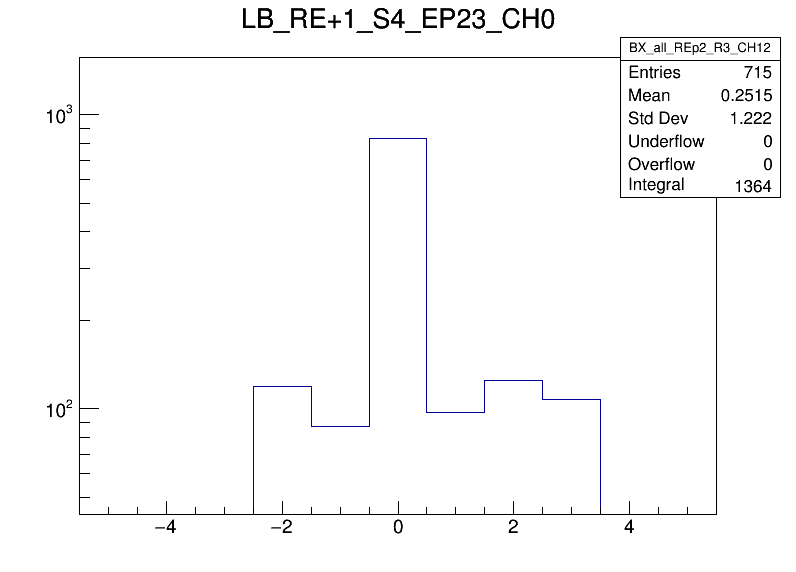 LB_RE+1_S4_EP23_CH0
BX_all_REp2_R3_CH12
Entries 715
Mean 0.2515
Std Dev 1.222
Underflow 0
Overflow 0
Integral 1364
10³
10²
−4 −2 0 2 4